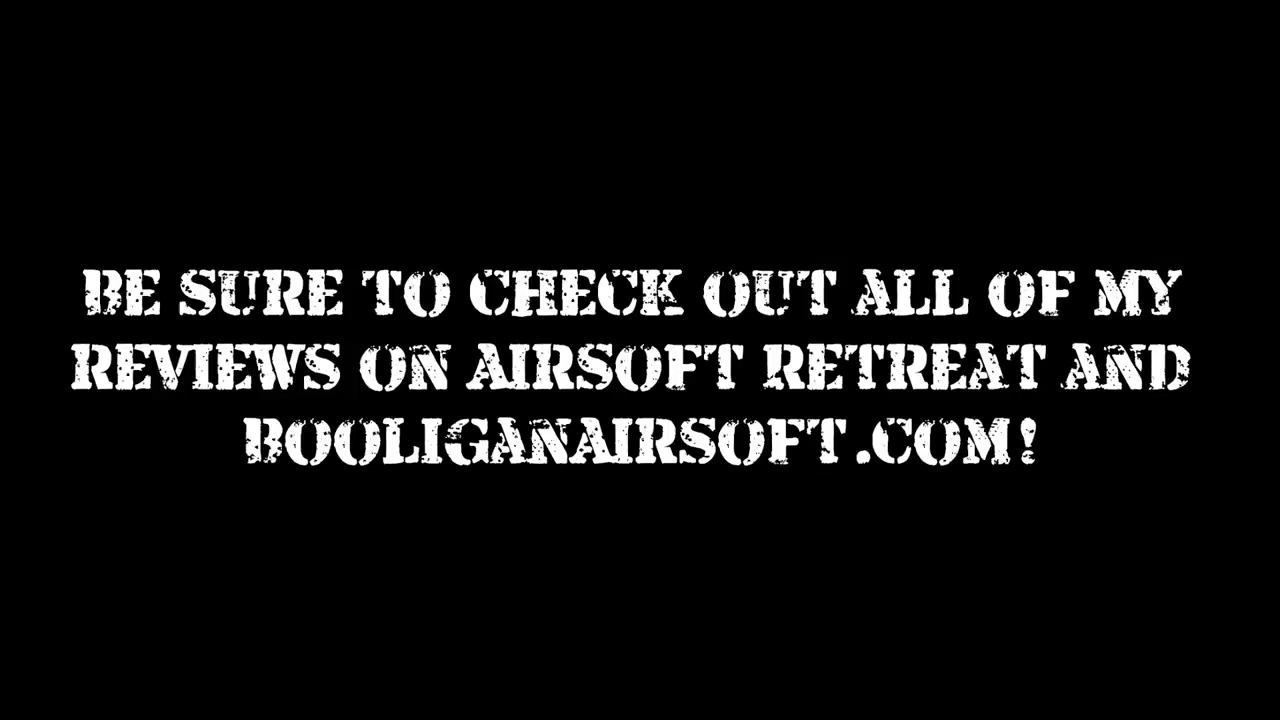 BE SURE TO CHECK OUT ALL OF MY
REVIEWS ON AIRSOFT RETREAT AND
BOOLIGANAIRSOFT.COM!